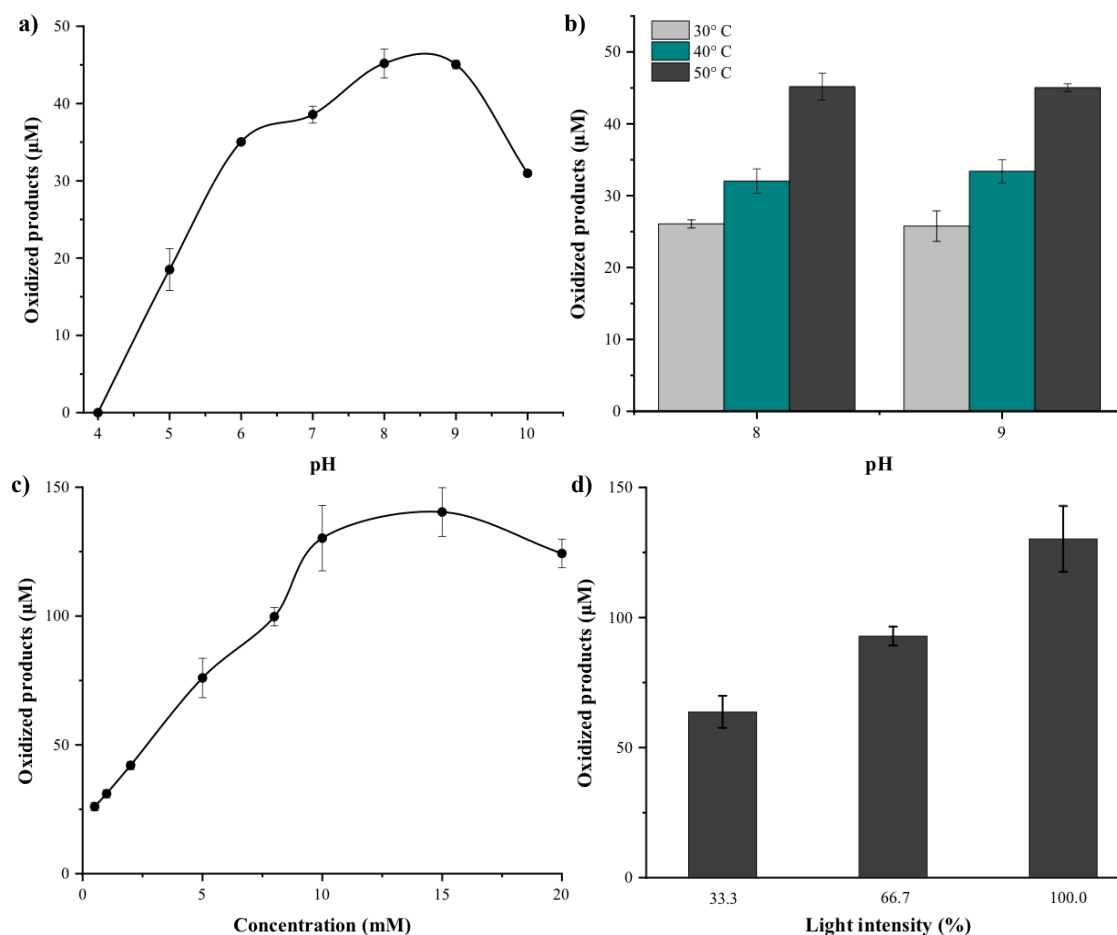 a)
Oxidized products (μM)
50
40
30
20
10
0
4 5 6 7 8 9 10
pH
b)
30° C
40° C
50° C
Oxidized products (μM)
50
40
30
20
10
0
8 9
pH
c)
Oxidized products (μM)
150
100
50
0
0 5 10 15 20
Concentration (mM)
d)
Oxidized products (μM)
150
100
50
0
33.3 66.7 100.0
Light intensity (%)